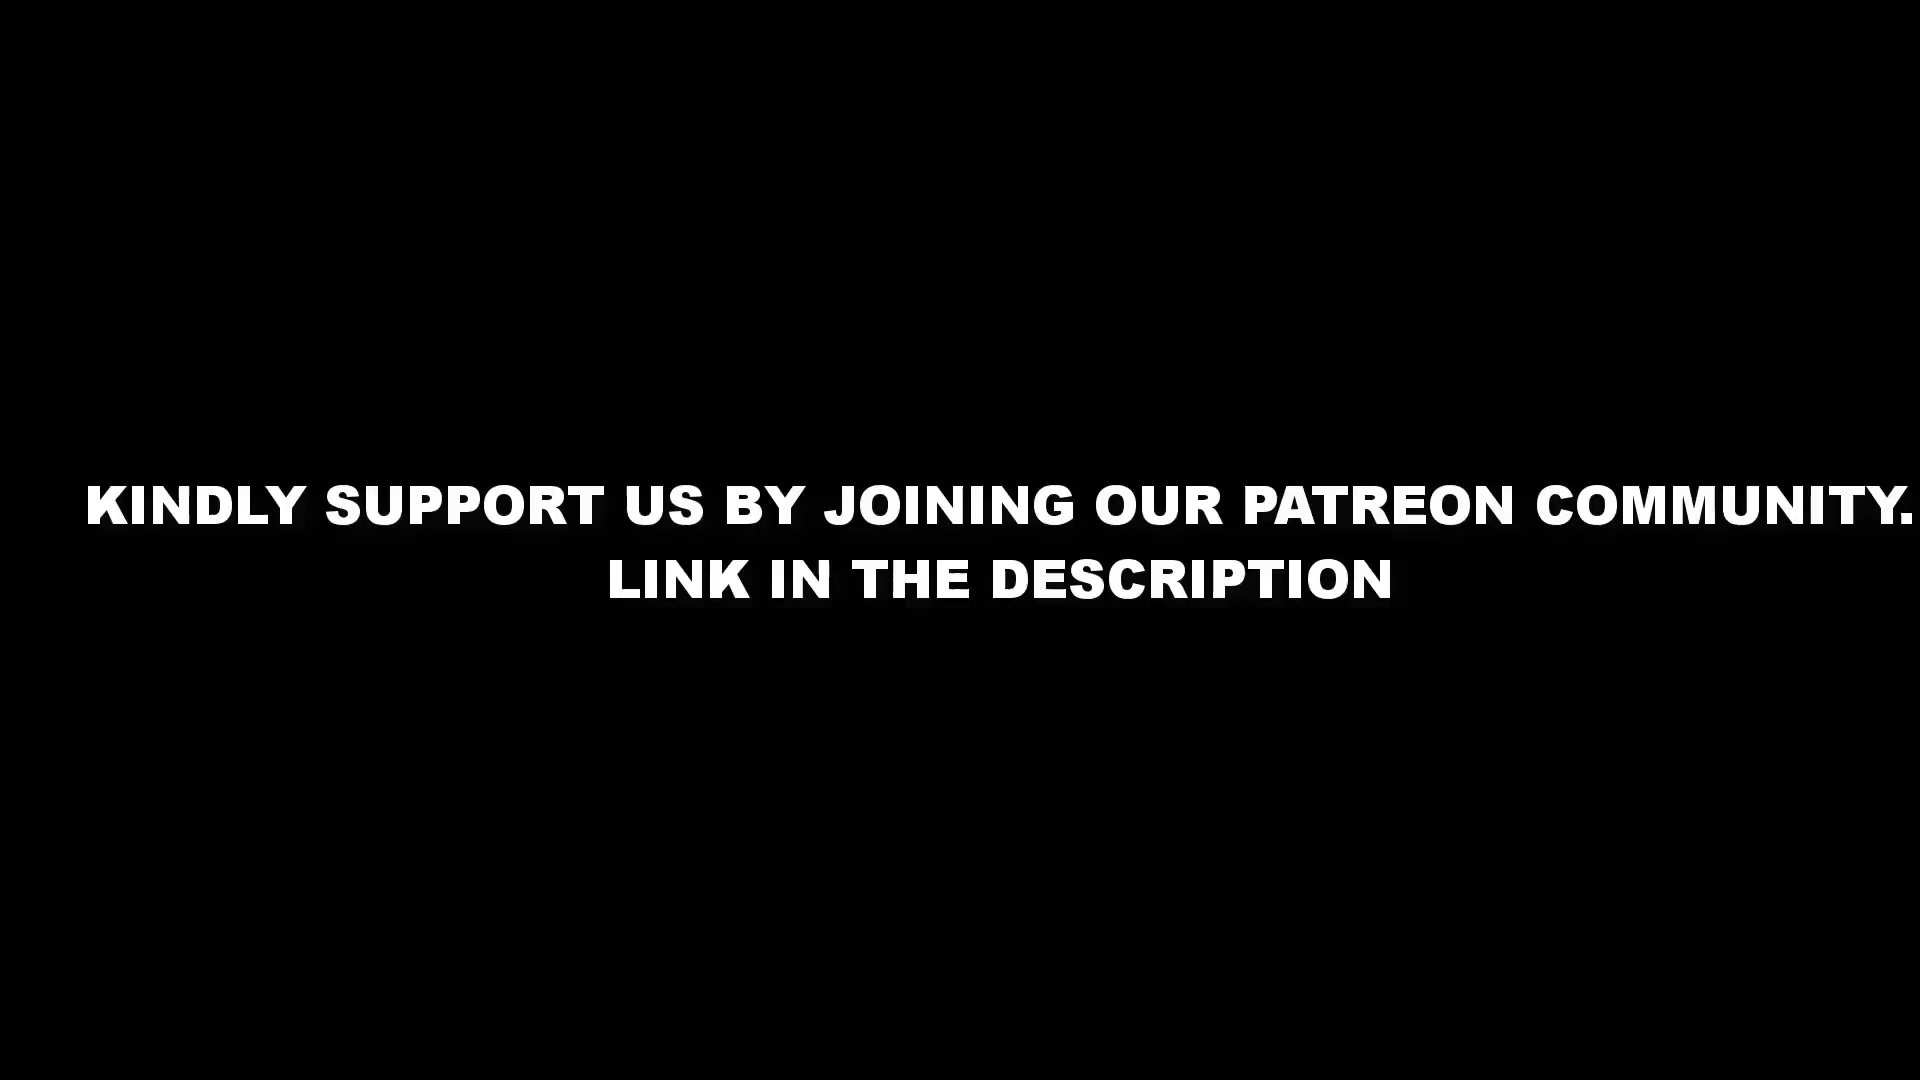 KINDLY SUPPORT US BY JOINING OUR PATREON COMMUNITY.
LINK IN THE DESCRIPTION